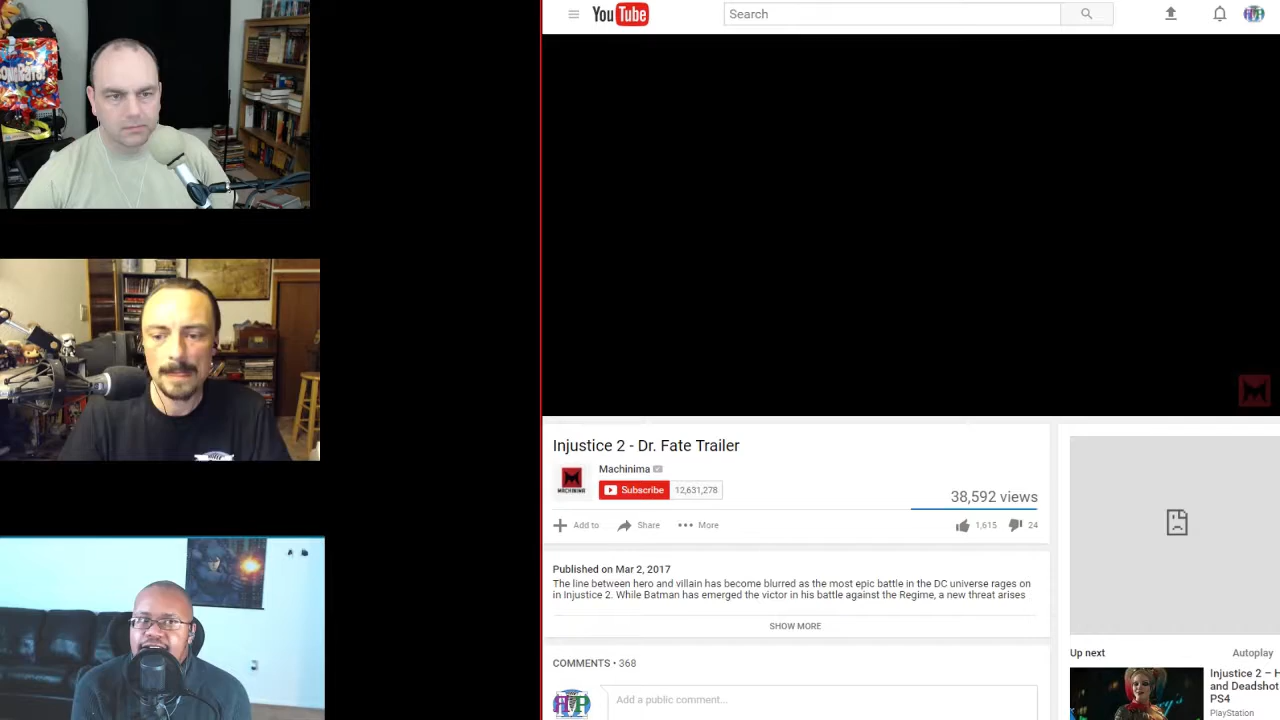 YouTube
Search
Injustice 2 - Dr. Fate Trailer
Machinima
MACHINIMA
Subscribe 12,631,278
38,592 views
Add to Share More 1,615 24
Published on Mar 2, 2017
The line between hero and villain has become blurred as the most epic battle in the DC universe rages on
in Injustice 2. While Batman has emerged the victor in his battle against the Regime, a new threat arises
SHOW MORE
COMMENTS • 368
Add a public comment...
Up next Autoplay
Injustice 2 – H
and Deadshot
PS4
PlayStation